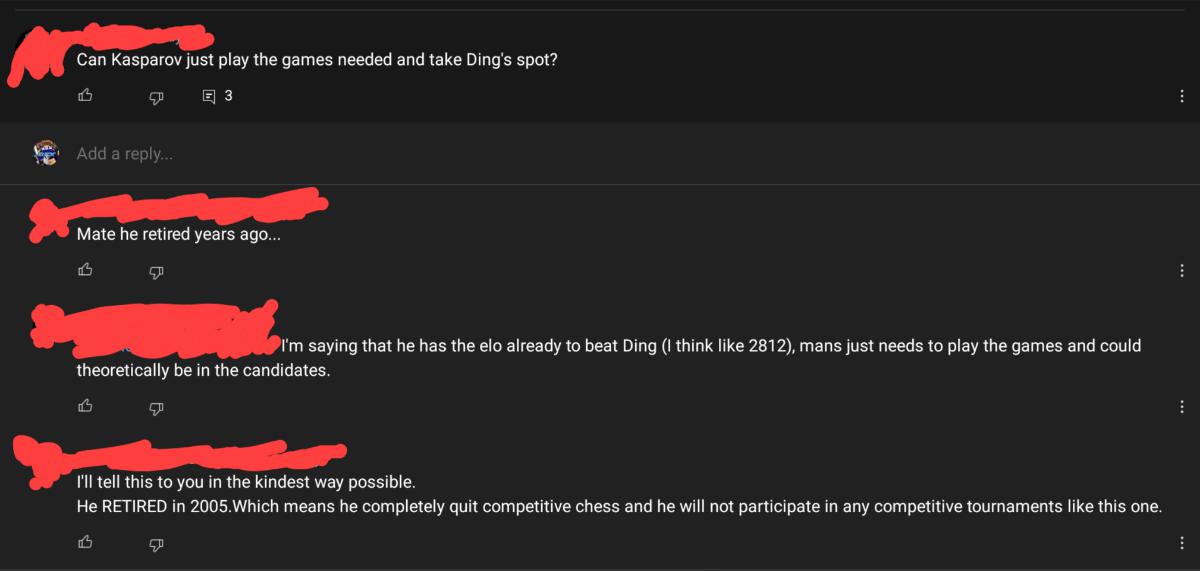 Can Kasparov just play the games needed and take Ding's spot?
3
Add a reply...
Mate he retired years ago...
I'm saying that he has the elo already to beat Ding (I think like 2812), mans just needs to play the games and could
theoretically be in the candidates.
I'll tell this to you in the kindest way possible.
He RETIRED in 2005.Which means he completely quit competitive chess and he will not participate in any competitive tournaments like this one.